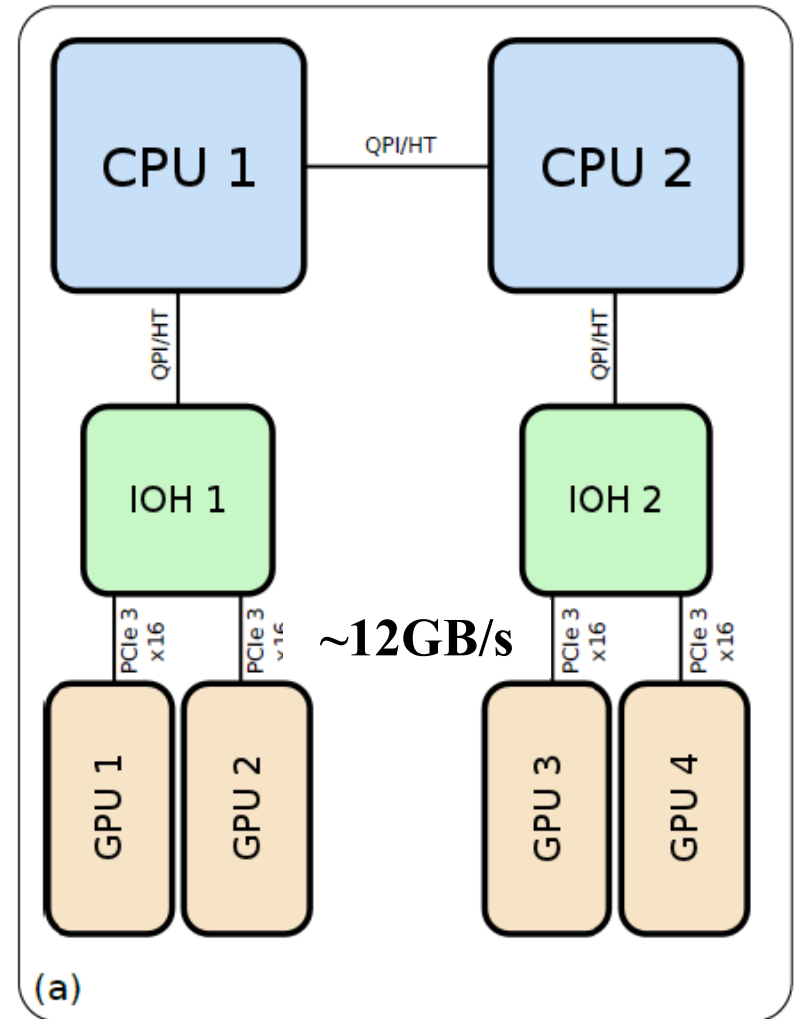 CPU 1
QPI/HT
CPU 2
QPI/HT
QPI/HT
IOH 1
IOH 2
PCIe 3
x16
PCIe 3
~12GB/s
PCIe 3
x16
PCIe 3
x16
GPU 1
GPU 2
GPU 3
GPU 4
(a)